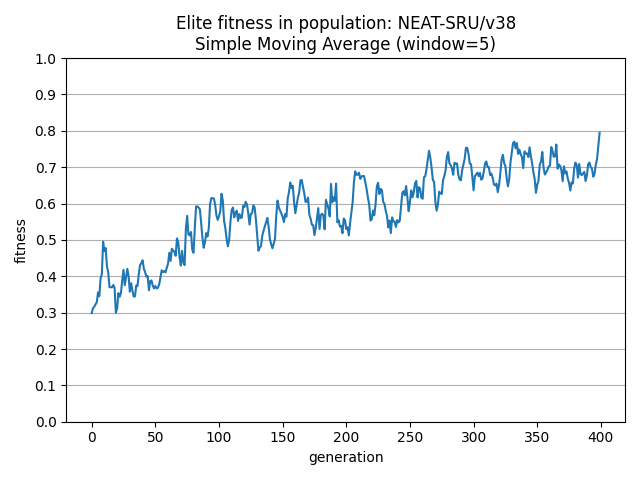 Elite fitness in population: NEAT-SRU/v38
Simple Moving Average (window=5)
1.0
0.9
0.8
0.7
0.6
0.5
0.4
0.3
0.2
0.1
0.0
fitness
0 50 100 150 200 250 300 350 400
generation